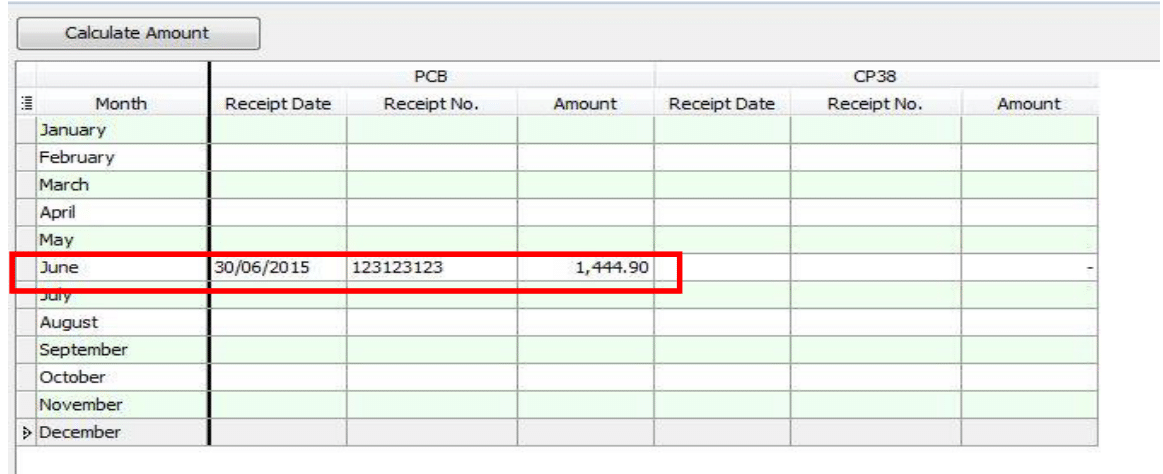 Calculate Amount
PCB CP38
Month Receipt Date Receipt No. Amount Receipt Date Receipt No. Amount
January
February
March
April
May
June 30/06/2015 123123123 1,444.90 -
July
August
September
October
November
December